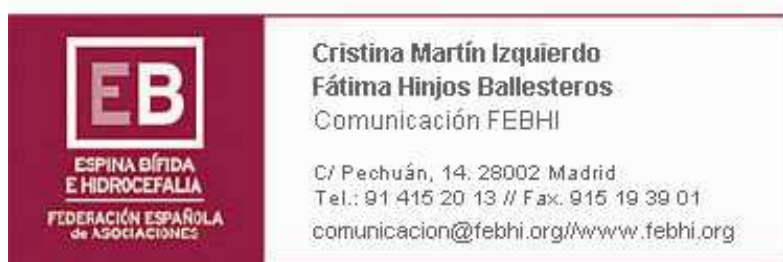 EB
ESPINA BÍFIDA
E HIDROCEFALIA
FEDERACIÓN ESPAÑOLA
de ASOCIACIONES
Cristina Martín Izquierdo
Fátima Hinjos Ballesteros
Comunicación FEBHI
C/ Pechuán, 14. 28002 Madrid
Tel.: 91 415 20 13 // Fax. 915 19 39 01
comunicacion@febhi.org//www.febhi.org